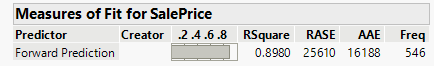 Measures of Fit for SalePrice
Predictor Creator .2 .4 .6 .8 RSquare RASE AAE Freq
Forward Prediction 0.8980 25610 16188 546